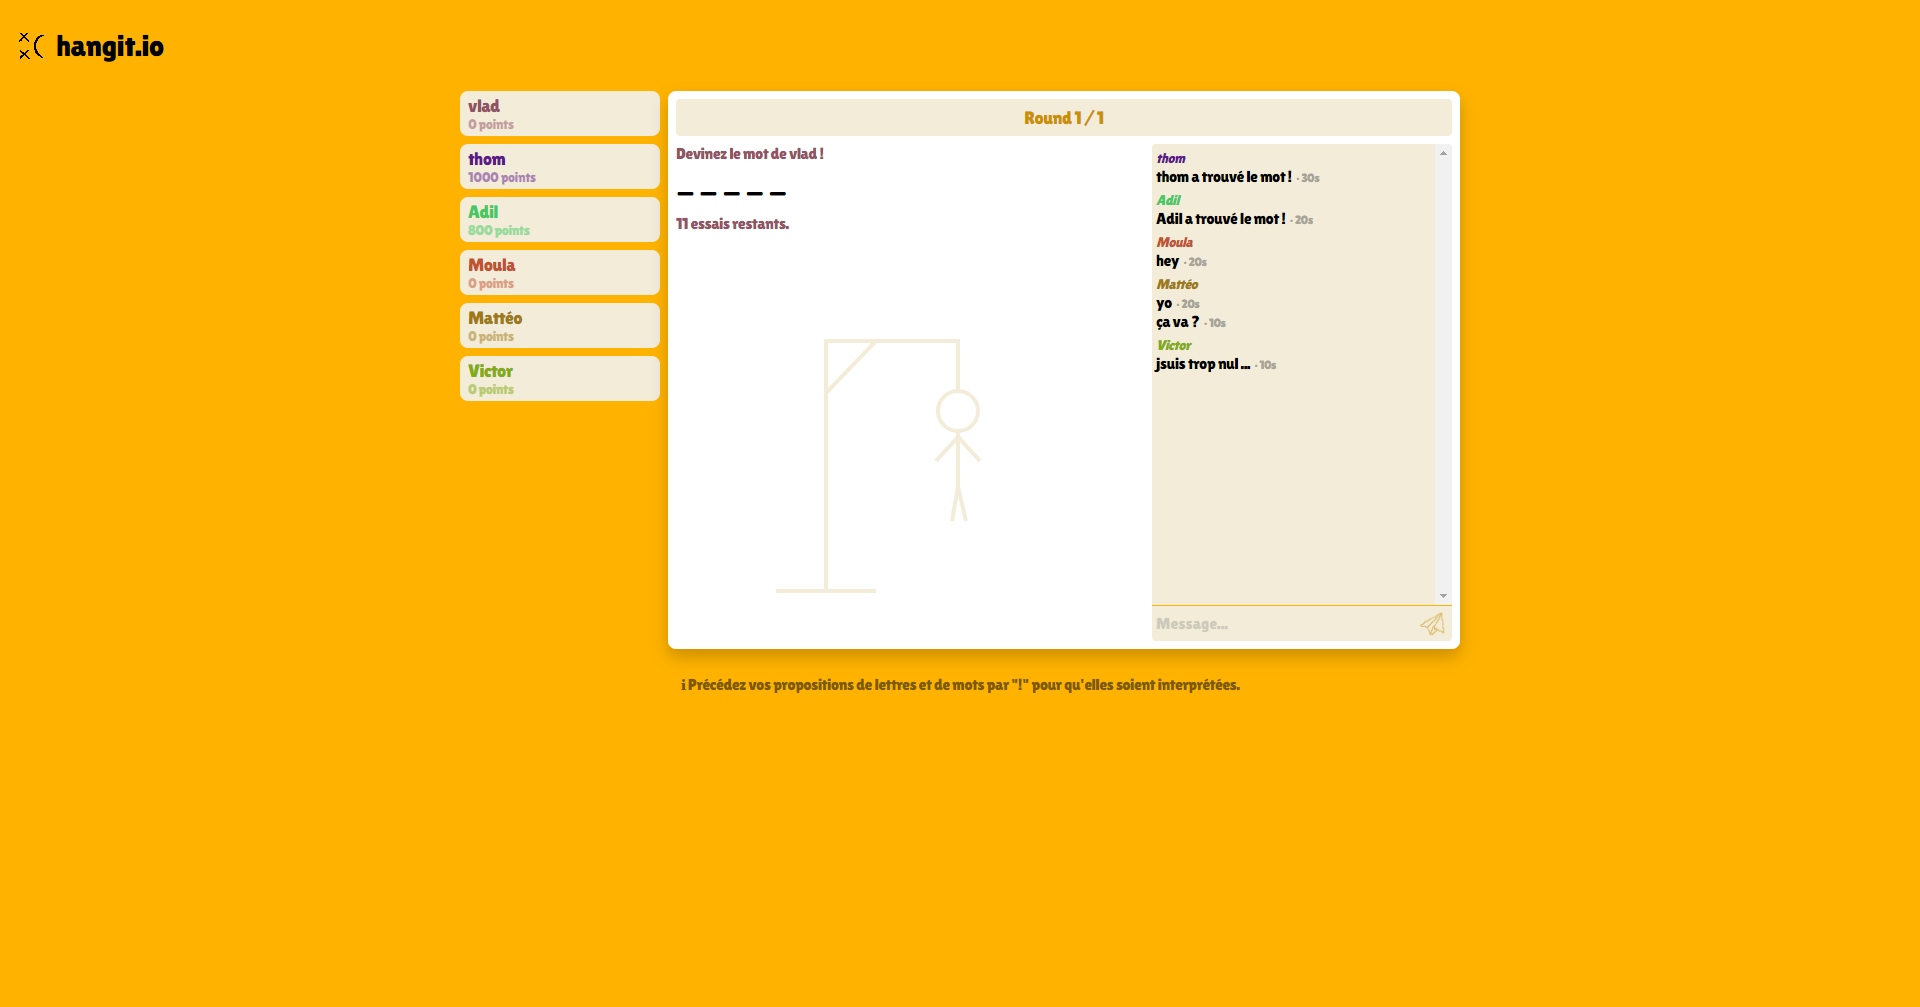 hangit.io
vlad
0 points
thom
1000 points
Adil
800 points
Moula
0 points
Mattéo
0 points
Victor
0 points
Round 1 / 1
Devinez le mot de vlad !
_ _ _ _ _
11 essais restants.
thom
thom a trouvé le mot ! · 30s
Adil
Adil a trouvé le mot ! · 20s
Moula
hey · 20s
Mattéo
yo · 20s
ça va ? · 10s
Victor
jsuis trop nul ... · 10s
Message...
i Précédez vos propositions de lettres et de mots par "!" pour qu'elles soient interprétées.